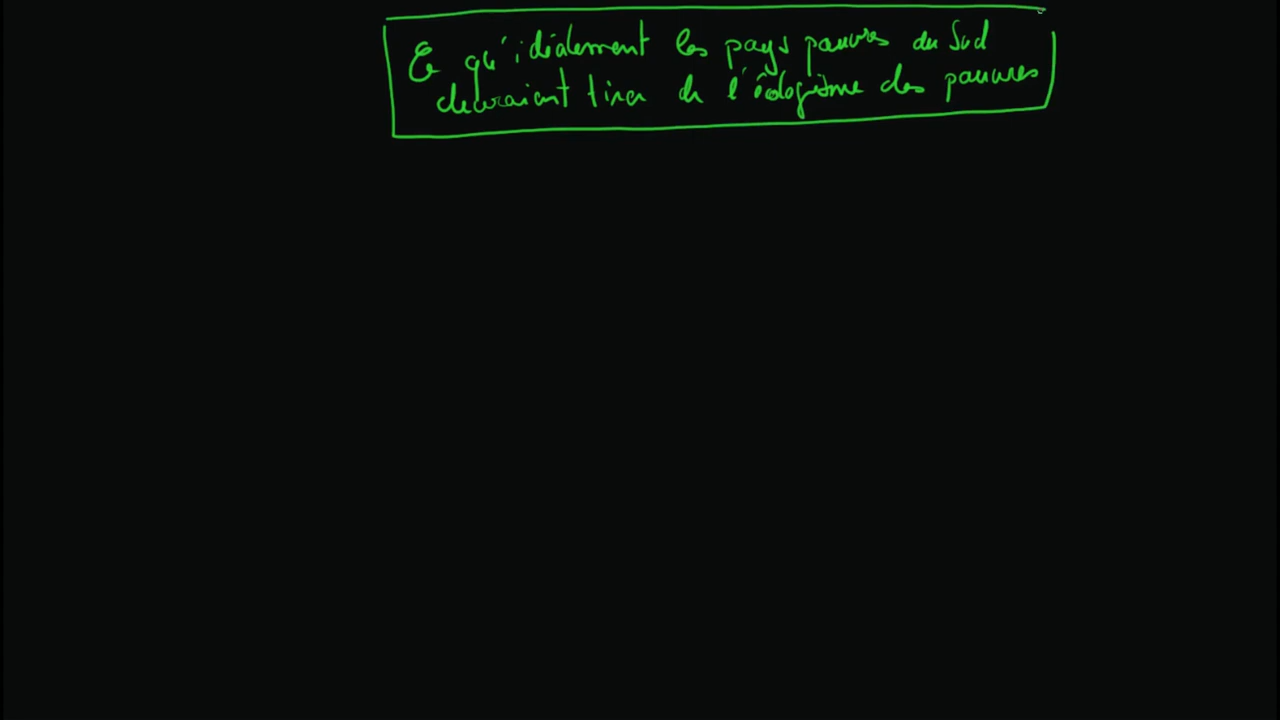 Ce qu'idéalement les pays pauvres du Sud
devraient tirer de l'écologisme des pauvres